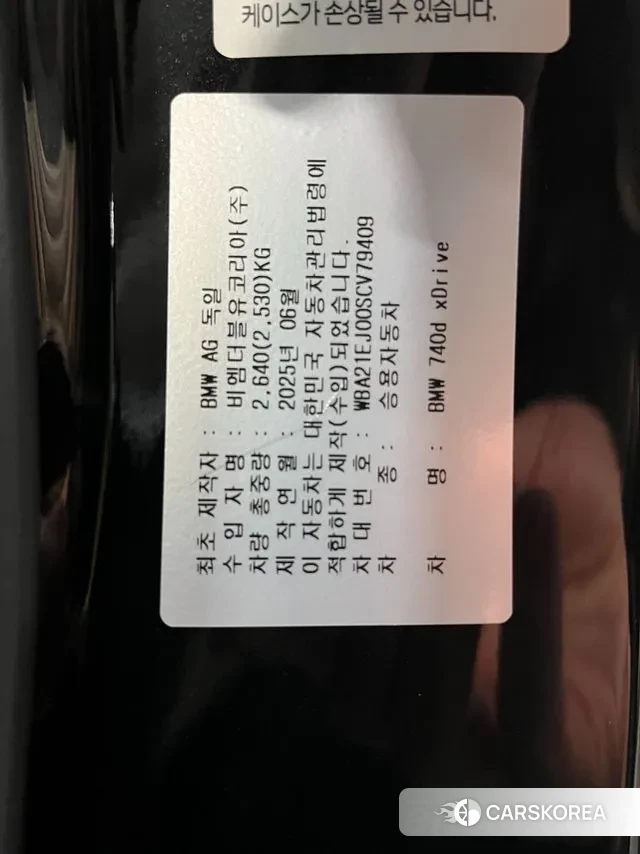 케이스가 손상될 수 있습니다.
최초 제작자 : BMW AG 독일
수 입 자 명 : 비엠더블유코리아(주)
차량 총중량 : 2,640(2,530)KG
제 작 연 월 : 2025년 06월
이 자동차는 대한민국 자동차관리법령에
적합하게 제작(수입)되었습니다.
차 대 번 호 : WBA21EJ00SCV79409
차 종 : 승용자동차
차 명 : BMW 740d xDrive
CARSKOREA